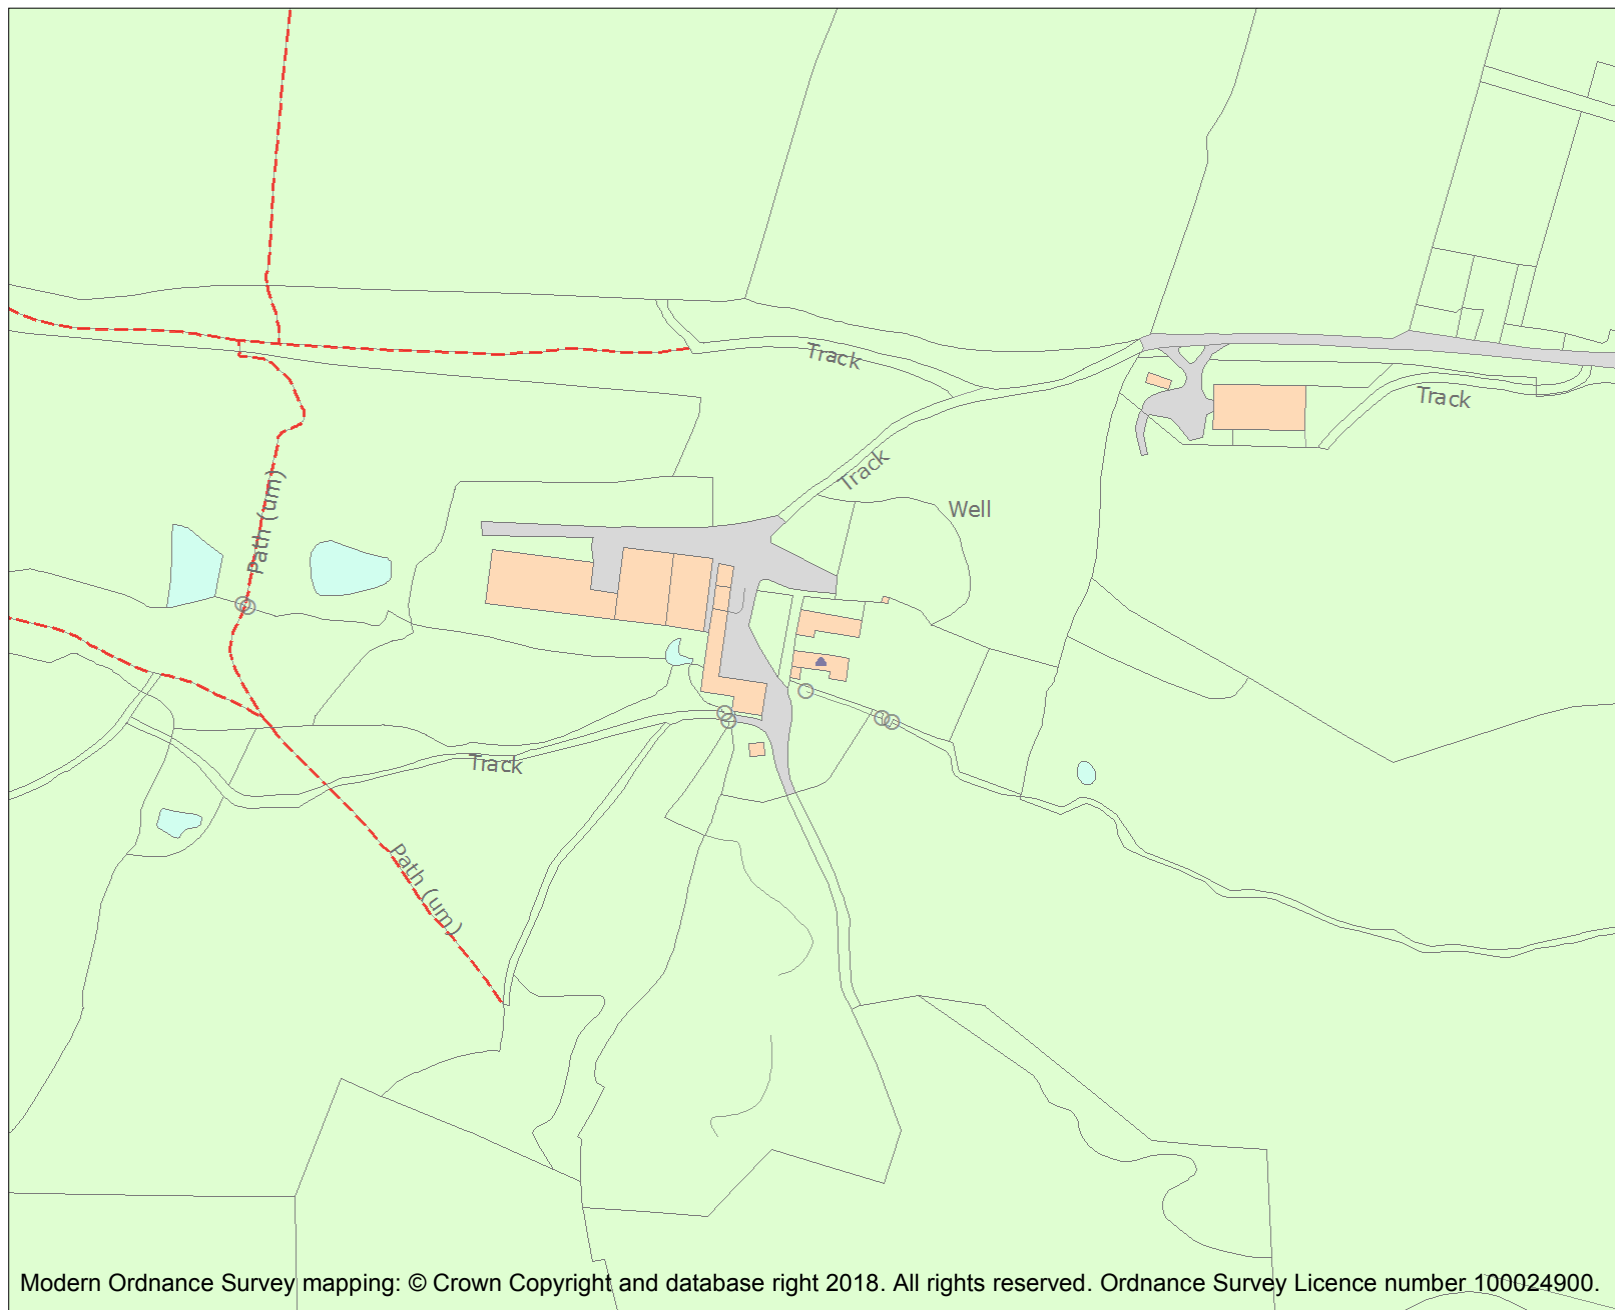 Track
Track
Track
Well
Path (um)
Track
Path (um)
Modern Ordnance Survey mapping: © Crown Copyright and database right 2018. All rights reserved. Ordnance Survey Licence number 100024900.